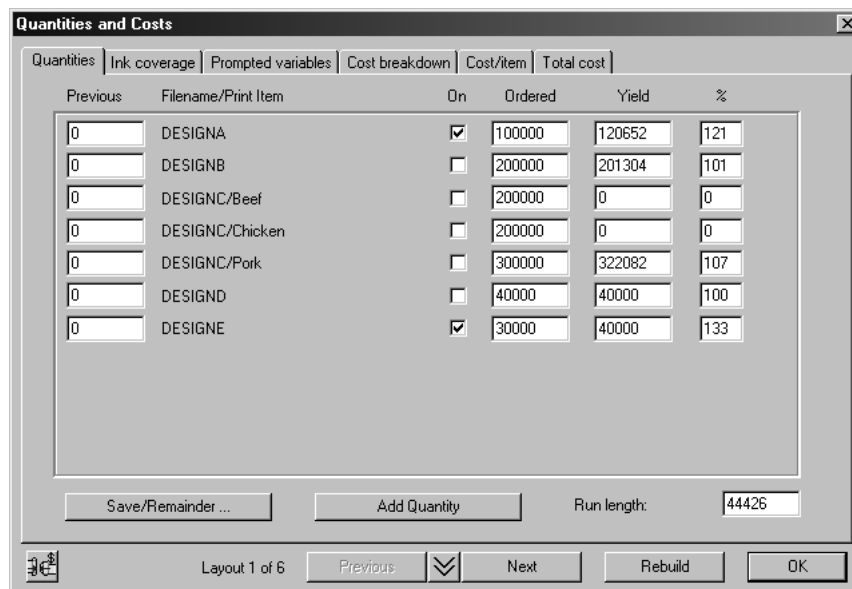 Quantities and Costs
Quantities Ink coverage Prompted variables Cost breakdown Cost/item Total cost
Previous Filename/Print Item On Ordered Yield %
0 DESIGNA 100000 120652 121
0 DESIGNB 200000 201304 101
0 DESIGNC/Beef 200000 0 0
0 DESIGNC/Chicken 200000 0 0
0 DESIGNC/Pork 300000 322082 107
0 DESIGND 40000 40000 100
0 DESIGNE 30000 40000 133
Save/Remainder ... Add Quantity Run length: 44426
Layout 1 of 6 Previous Next Rebuild OK